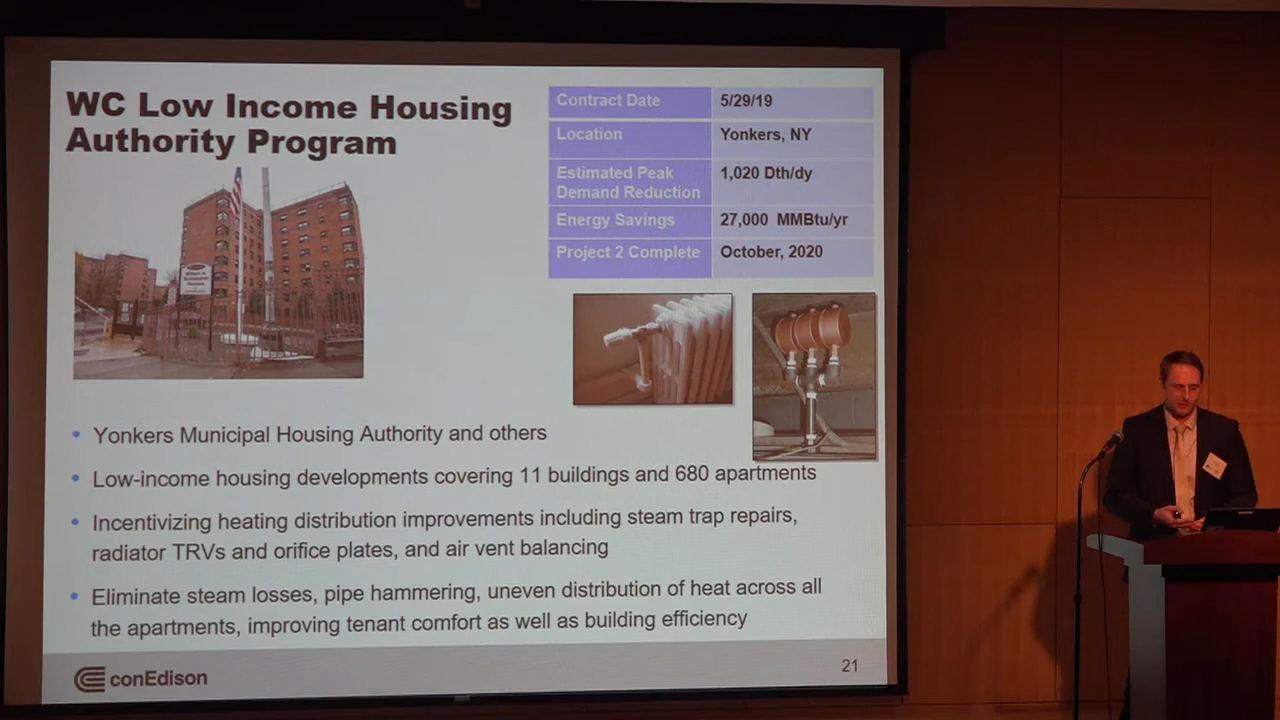 WC Low Income Housing
Authority Program
Contract Date 5/29/19
Location Yonkers, NY
Estimated Peak
Demand Reduction 1,020 Dth/dy
Energy Savings 27,000 MMBtu/yr
Project 2 Complete October, 2020
• Yonkers Municipal Housing Authority and others
• Low-income housing developments covering 11 buildings and 680 apartments
• Incentivizing heating distribution improvements including steam trap repairs,
radiator TRVs and orifice plates, and air vent balancing
• Eliminate steam losses, pipe hammering, uneven distribution of heat across all
the apartments, improving tenant comfort as well as building efficiency
conEdison
21